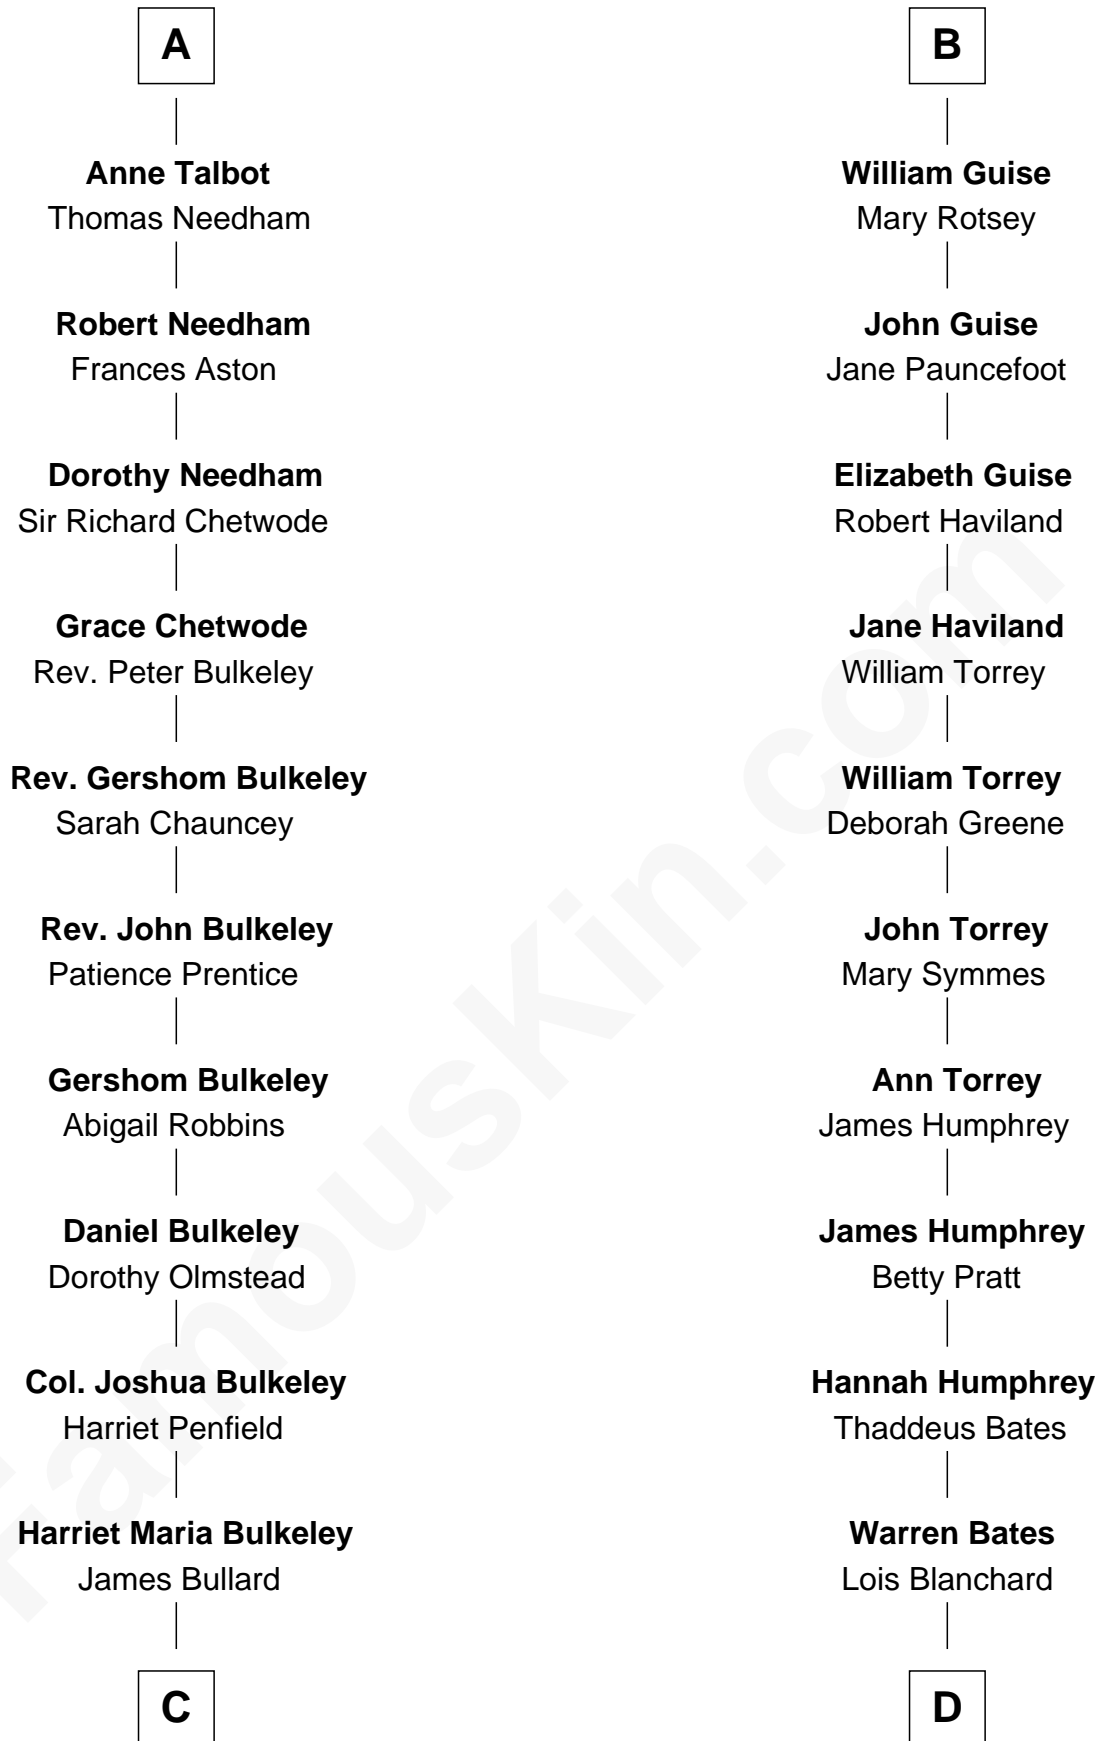 A
Anne Talbot
Thomas Needham
Robert Needham
Frances Aston
Dorothy Needham
Sir Richard Chetwode
Grace Chetwode
Rev. Peter Bulkeley
Rev. Gershom Bulkeley
Sarah Chauncey
Rev. John Bulkeley
Patience Prentice
Gershom Bulkeley
Abigail Robbins
Daniel Bulkeley
Dorothy Olmstead
Col. Joshua Bulkeley
Harriet Penfield
Harriet Maria Bulkeley
James Bullard
C
B
William Guise
Mary Rotsey
John Guise
Jane Pauncefoot
Elizabeth Guise
Robert Haviland
Jane Haviland
William Torrey
William Torrey
Deborah Greene
John Torrey
Mary Symmes
Ann Torrey
James Humphrey
James Humphrey
Betty Pratt
Hannah Humphrey
Thaddeus Bates
Warren Bates
Lois Blanchard
D
FamousKin.com